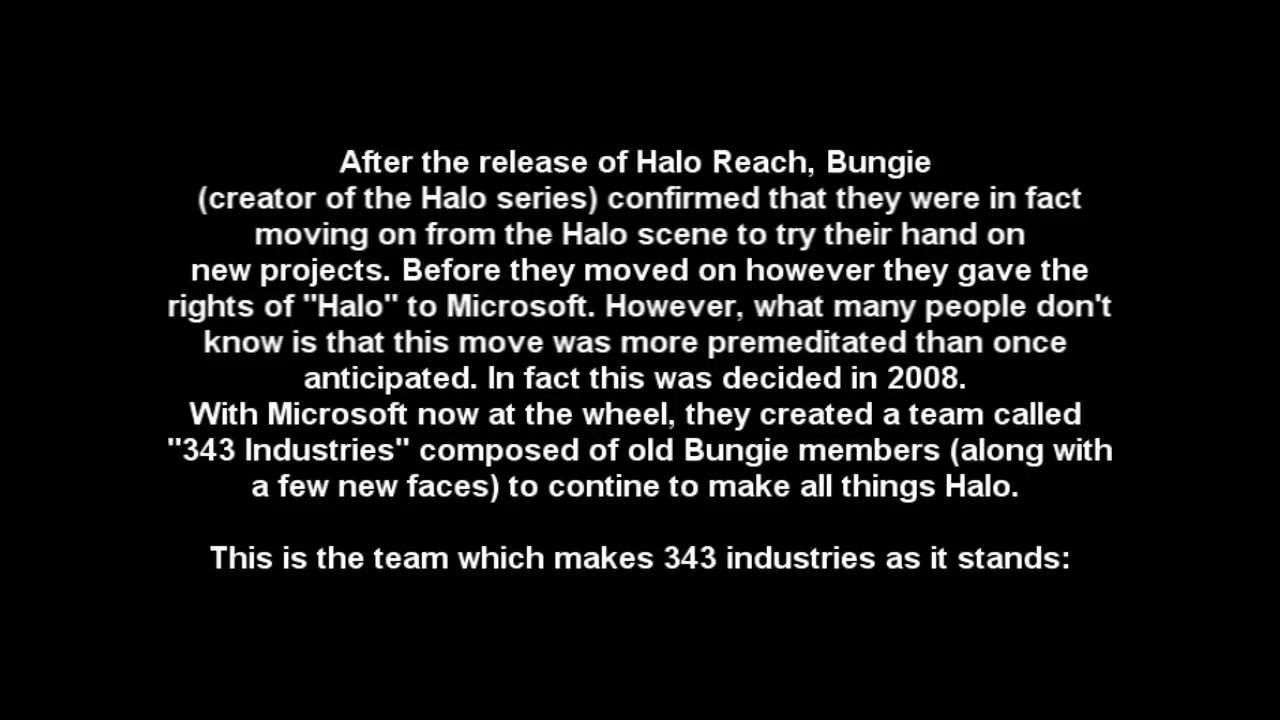 After the release of Halo Reach, Bungie
(creator of the Halo series) confirmed that they were in fact
moving on from the Halo scene to try their hand on
new projects. Before they moved on however they gave the
rights of "Halo" to Microsoft. However, what many people don't
know is that this move was more premeditated than once
anticipated. In fact this was decided in 2008.
With Microsoft now at the wheel, they created a team called
"343 Industries" composed of old Bungie members (along with
a few new faces) to contine to make all things Halo.
This is the team which makes 343 industries as it stands: